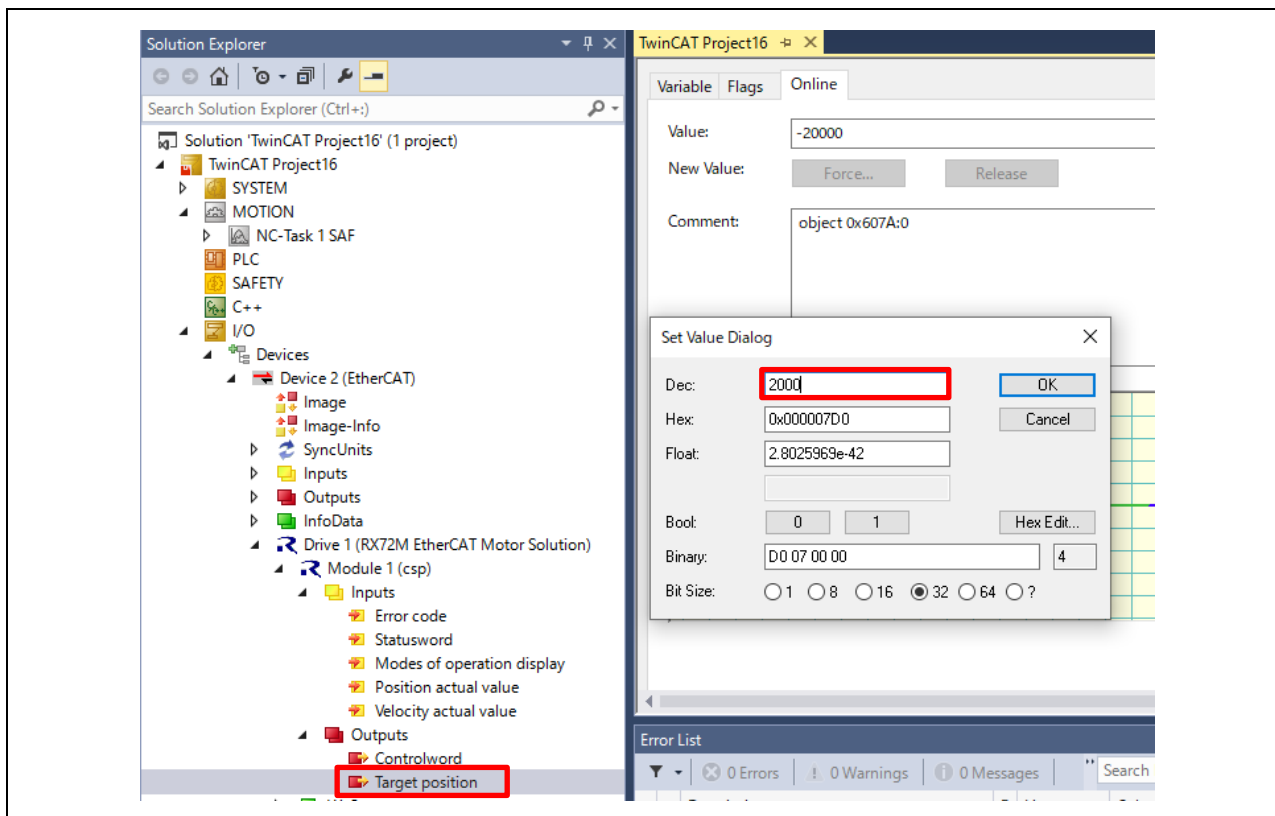 Solution Explorer
Search Solution Explorer (Ctrl+:)
Solution 'TwinCAT Project16' (1 project)
TwinCAT Project16
SYSTEM
MOTION
NC-Task 1 SAF
PLC
SAFETY
C++
I/O
Devices
Device 2 (EtherCAT)
Image
Image-Info
SyncUnits
Inputs
Outputs
InfoData
Drive 1 (RX72M EtherCAT Motor Solution)
Module 1 (csp)
Inputs
Error code
Statusword
Modes of operation display
Position actual value
Velocity actual value
Outputs
Controlword
Target position
TwinCAT Project16
Variable Flags Online
Value: -20000
New Value: Force... Release
Comment: object 0x607A:0
Set Value Dialog
Dec: 2000 OK
Hex: 0x000007D0 Cancel
Float: 2.8025969e-42
Bool: 0 1 Hex Edit...
Binary: D0 07 00 00 4
Bit Size: 1 8 16 32 64 ?
Error List
0 Errors 0 Warnings 0 Messages Search